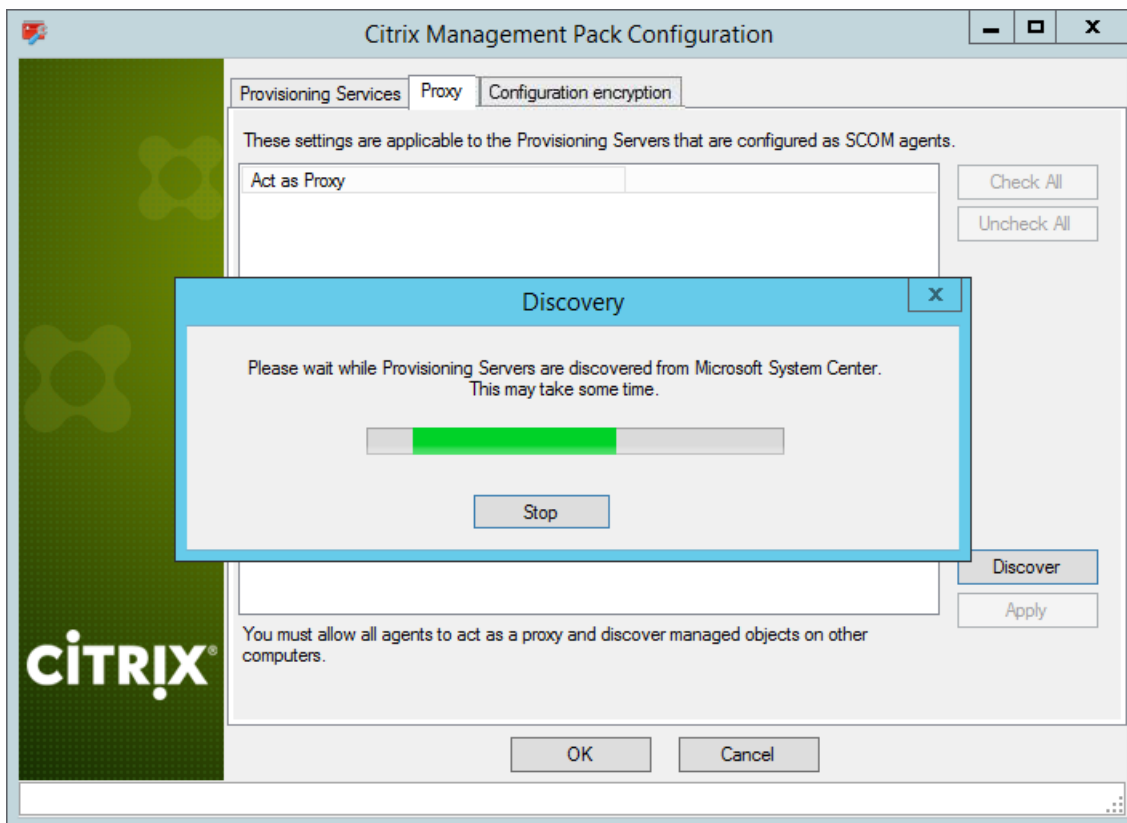 Citrix Management Pack Configuration
Provisioning Services
Proxy
Configuration encryption
These settings are applicable to the Provisioning Servers that are configured as SCOM agents.
Act as Proxy
Check All
Uncheck All
Discovery
Please wait while Provisioning Servers are discovered from Microsoft System Center.
This may take some time.
Stop
Discover
Apply
You must allow all agents to act as a proxy and discover managed objects on other
computers.
CİTRIX®
OK
Cancel